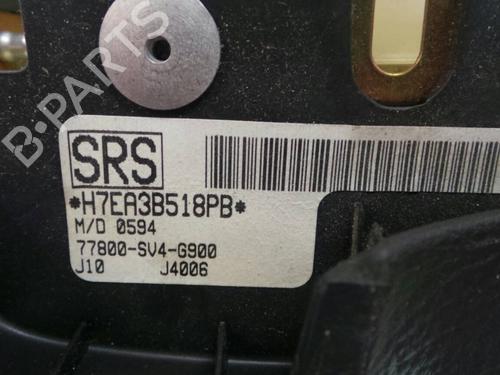 SRS
*H7EA3B518PB*
M/D 0594
77800-SV4-G900
J10 J4006
B-PARTS